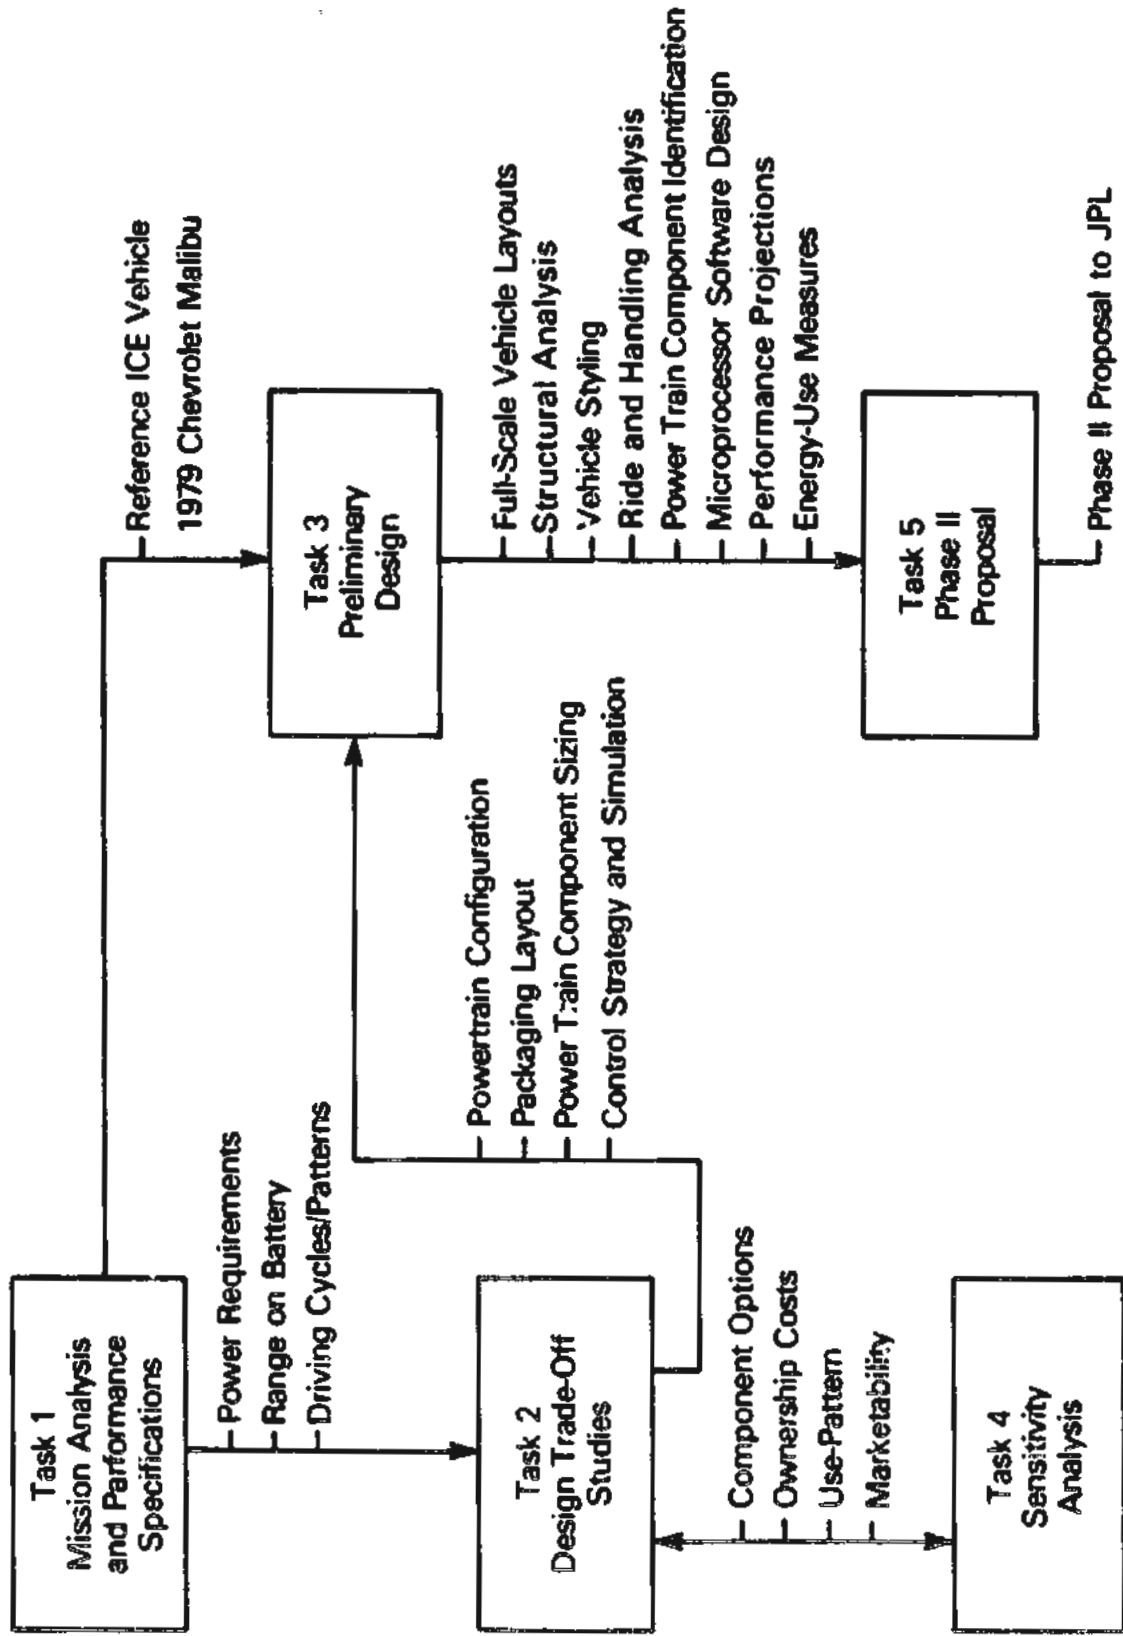 Task 1
Mission Analysis
and Parformance
Specifications
Reference ICE Vehicle
1979 Chevrolet Malibu
Power Requirements
Range on Battery
Driving Cycles/Patterns
Task 2
Design Trade-Off
Studies
Powertrain Configuration
Packaging Layout
Power Train Component Sizing
Control Strategy and Simulation
Task 3
Preliminary
Design
Component Options
Ownership Costs
Use-Pattern
Marketability
Full-Scale Vehicle Layouts
Structural Analysis
Vehicle Styling
Ride and Handling Analysis
Power Train Component Identification
Microprocessor Software Design
Performance Projections
Energy-Use Measures
Task 4
Sensitivity
Analysis
Task 5
Phase II
Proposal
Phase II Proposal to JPL